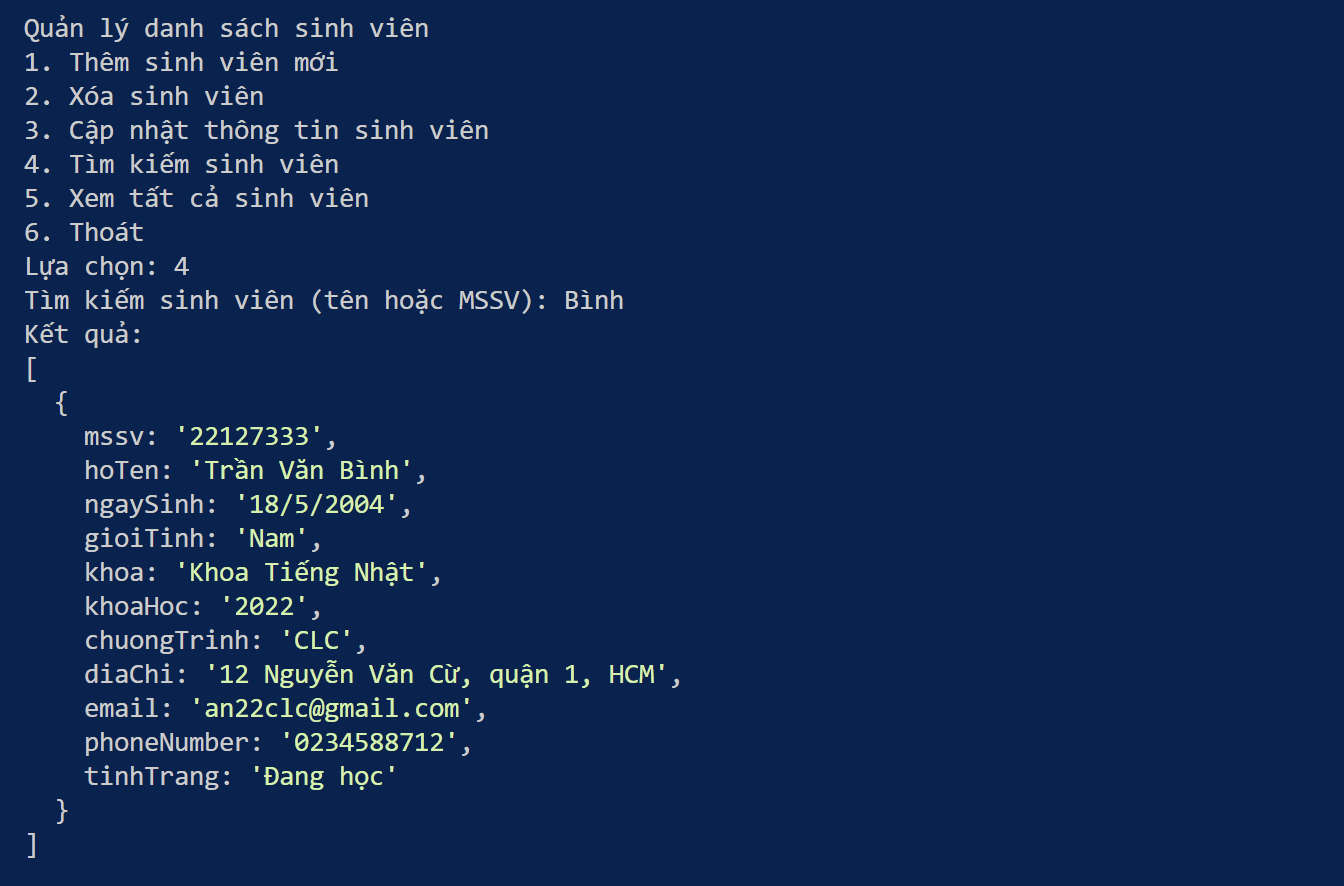 Quản lý danh sách sinh viên
1. Thêm sinh viên mới
2. Xóa sinh viên
3. Cập nhật thông tin sinh viên
4. Tìm kiếm sinh viên
5. Xem tất cả sinh viên
6. Thoát
Lựa chọn: 4
Tìm kiếm sinh viên (tên hoặc MSSV): Bình
Kết quả:
[
  {
    mssv: '22127333',
    hoTen: 'Trần Văn Bình',
    ngaySinh: '18/5/2004',
    gioiTinh: 'Nam',
    khoa: 'Khoa Tiếng Nhật',
    khoaHoc: '2022',
    chuongTrinh: 'CLC',
    diaChi: '12 Nguyễn Văn Cừ, quận 1, HCM',
    email: 'an22clc@gmail.com',
    phoneNumber: '0234588712',
    tinhTrang: 'Đang học'
  }
]